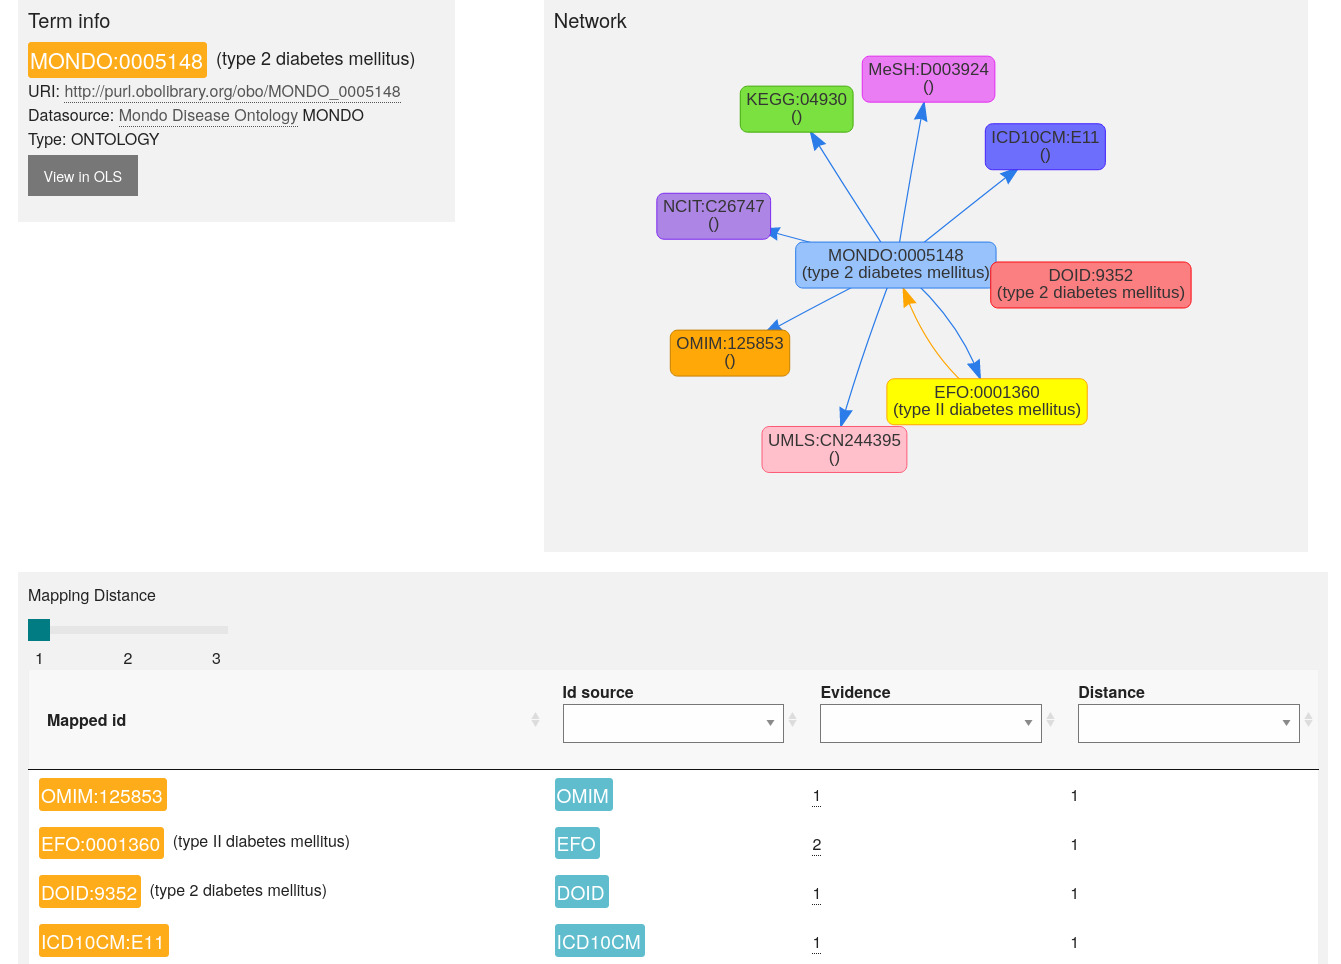 Term info
MONDO:0005148 (type 2 diabetes mellitus)
URI: http://purl.obolibrary.org/obo/MONDO_0005148
Datasource: Mondo Disease Ontology MONDO
Type: ONTOLOGY
View in OLS
Network
MeSH:D003924
()
KEGG:04930
()
ICD10CM:E11
()
NCIT:C26747
()
MONDO:0005148
(type 2 diabetes mellitus)
DOID:9352
(type 2 diabetes mellitus)
OMIM:125853
()
EFO:0001360
(type II diabetes mellitus)
UMLS:CN244395
()
Mapping Distance
1 2 3
Mapped id Id source Evidence Distance
OMIM:125853 OMIM 1 1
EFO:0001360 (type II diabetes mellitus) EFO 2 1
DOID:9352 (type 2 diabetes mellitus) DOID 1 1
ICD10CM:E11 ICD10CM 1 1